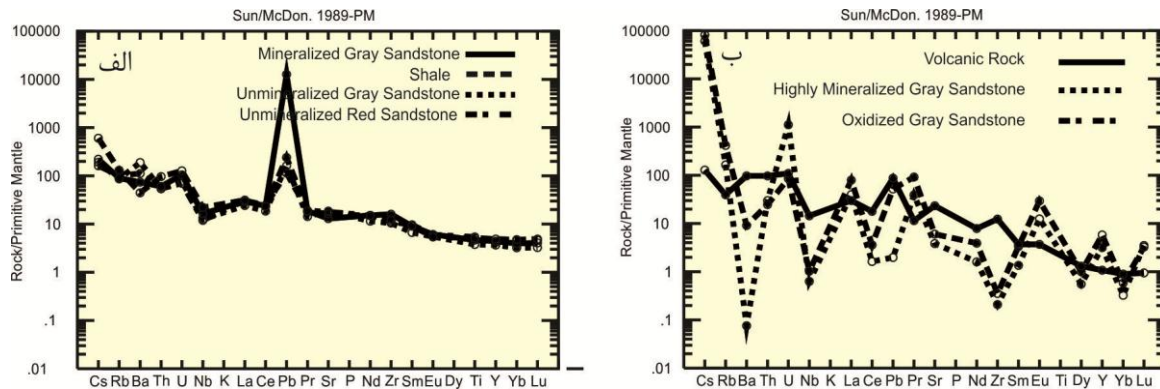 Sun/McDon. 1989-PM
الف
Mineralized Gray Sandstone
Shale
Unmineralized Gray Sandstone
Unmineralized Red Sandstone
Rock/Primitive Mantle
100000
10000
1000
100
10
1
.1
.01
Cs Rb Ba Th U Nb K La Ce Pb Pr Sr P Nd Zr Sm Eu Dy Ti Y Yb Lu
Sun/McDon. 1989-PM
ب
Volcanic Rock
Highly Mineralized Gray Sandstone
Oxidized Gray Sandstone
Rock/Primitive Mantle
100000
10000
1000
100
10
1
.1
.01
Cs Rb Ba Th U Nb K La Ce Pb Pr Sr P Nd Zr Sm Eu Ti Dy Y Yb Lu